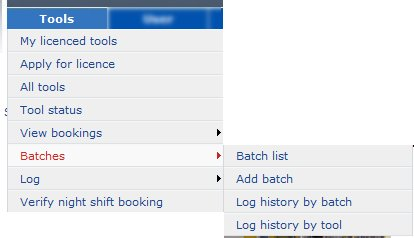 Tools
My licenced tools
Apply for licence
All tools
Tool status
View bookings
Batches
Log
Verify night shift booking
Batch list
Add batch
Log history by batch
Log history by tool